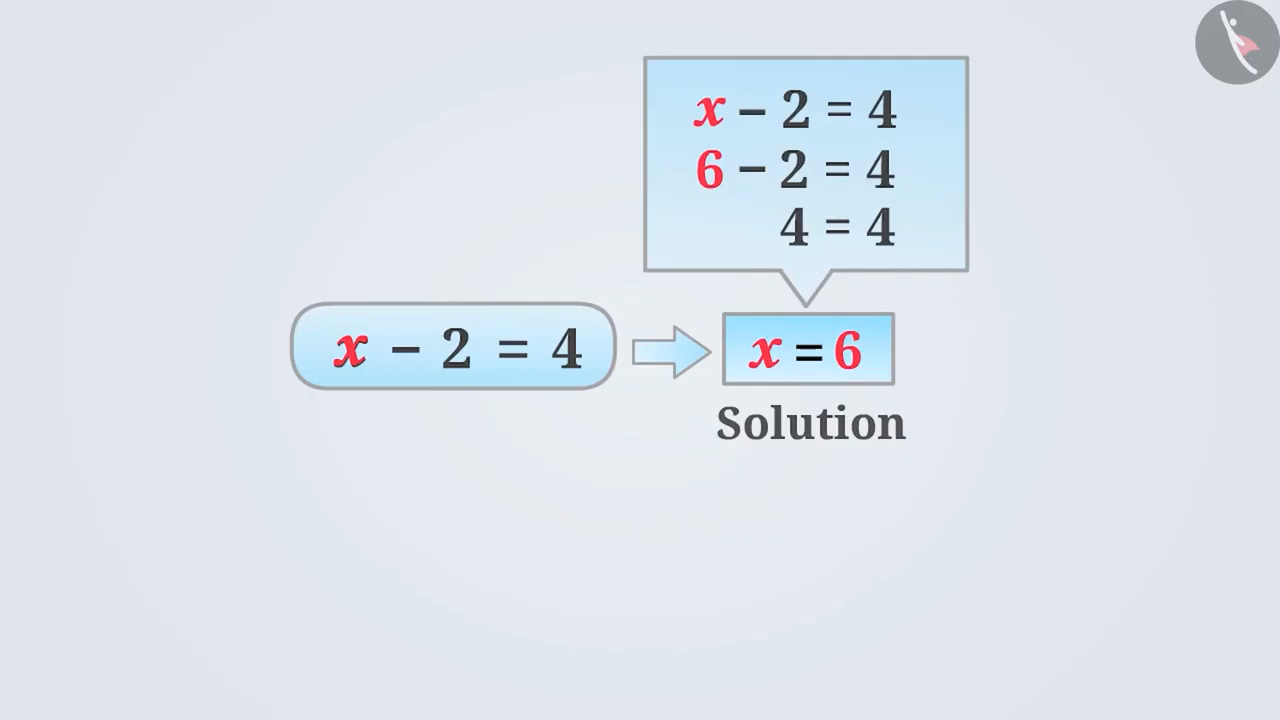 x – 2 = 4
6 – 2 = 4
4 = 4
x – 2 = 4
x = 6
Solution